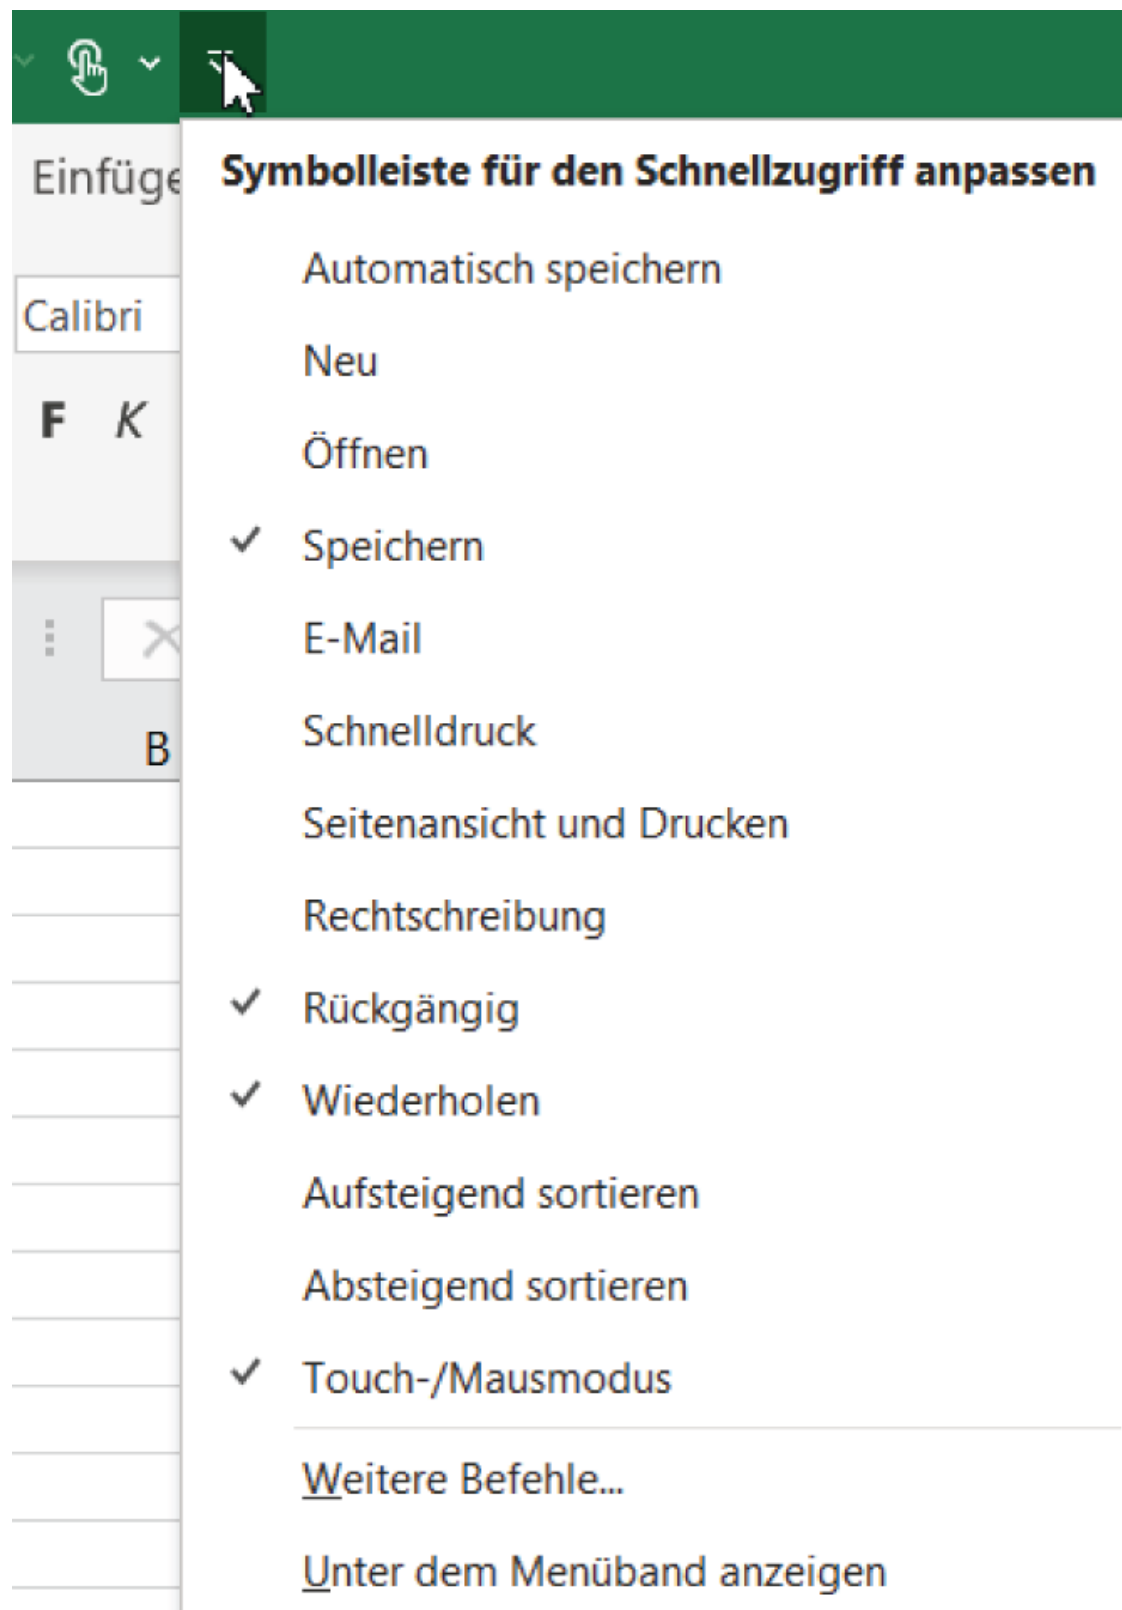 Symbolleiste für den Schnellzugriff anpassen
Automatisch speichern
Neu
Öffnen
Speichern
E-Mail
Schnelldruck
Seitenansicht und Drucken
Rechtschreibung
Rückgängig
Wiederholen
Aufsteigend sortieren
Absteigend sortieren
Touch-/Mausmodus
Weitere Befehle...
Unter dem Menüband anzeigen
Einfüge
Calibri
F K
B